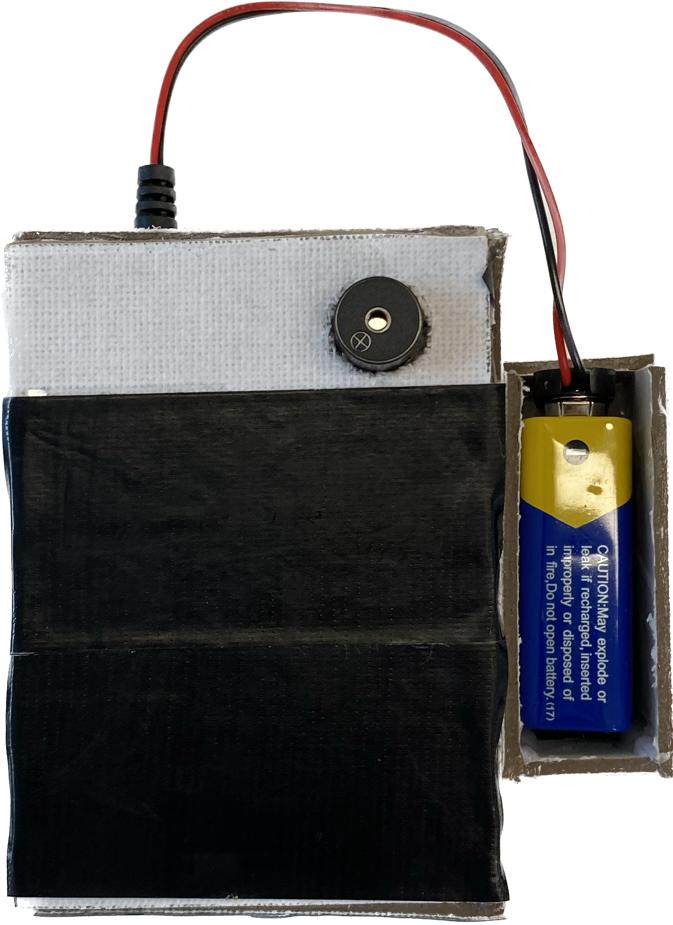 CAUTION:May explode or
leak if recharged, inserted
improperly or disposed of
in fire,Do not open battery.(17)